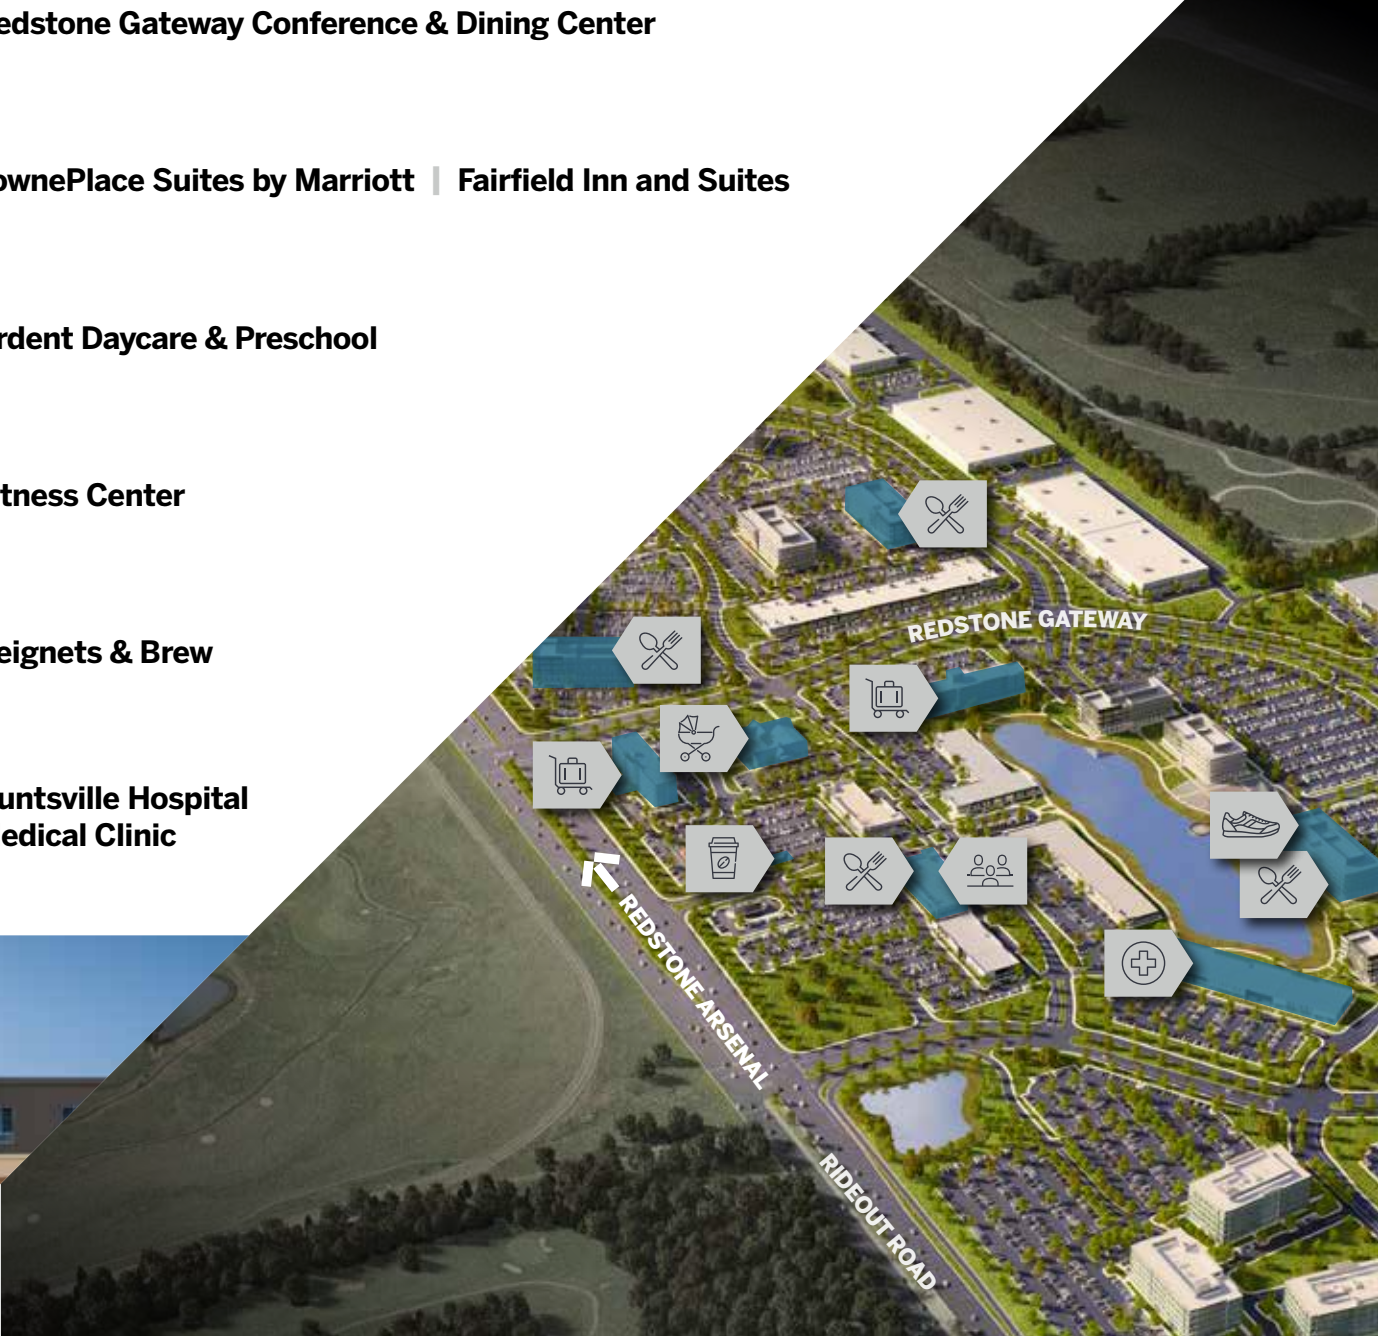 edstone Gateway Conference & Dining Center
ownePlace Suites by Marriott | Fairfield Inn and Suites
rdent Daycare & Preschool
tness Center
eignets & Brew
untsville Hospital
edical Clinic
REDSTONE GATEWAY
REDSTONE ARSENAL
RIDEOUT ROAD